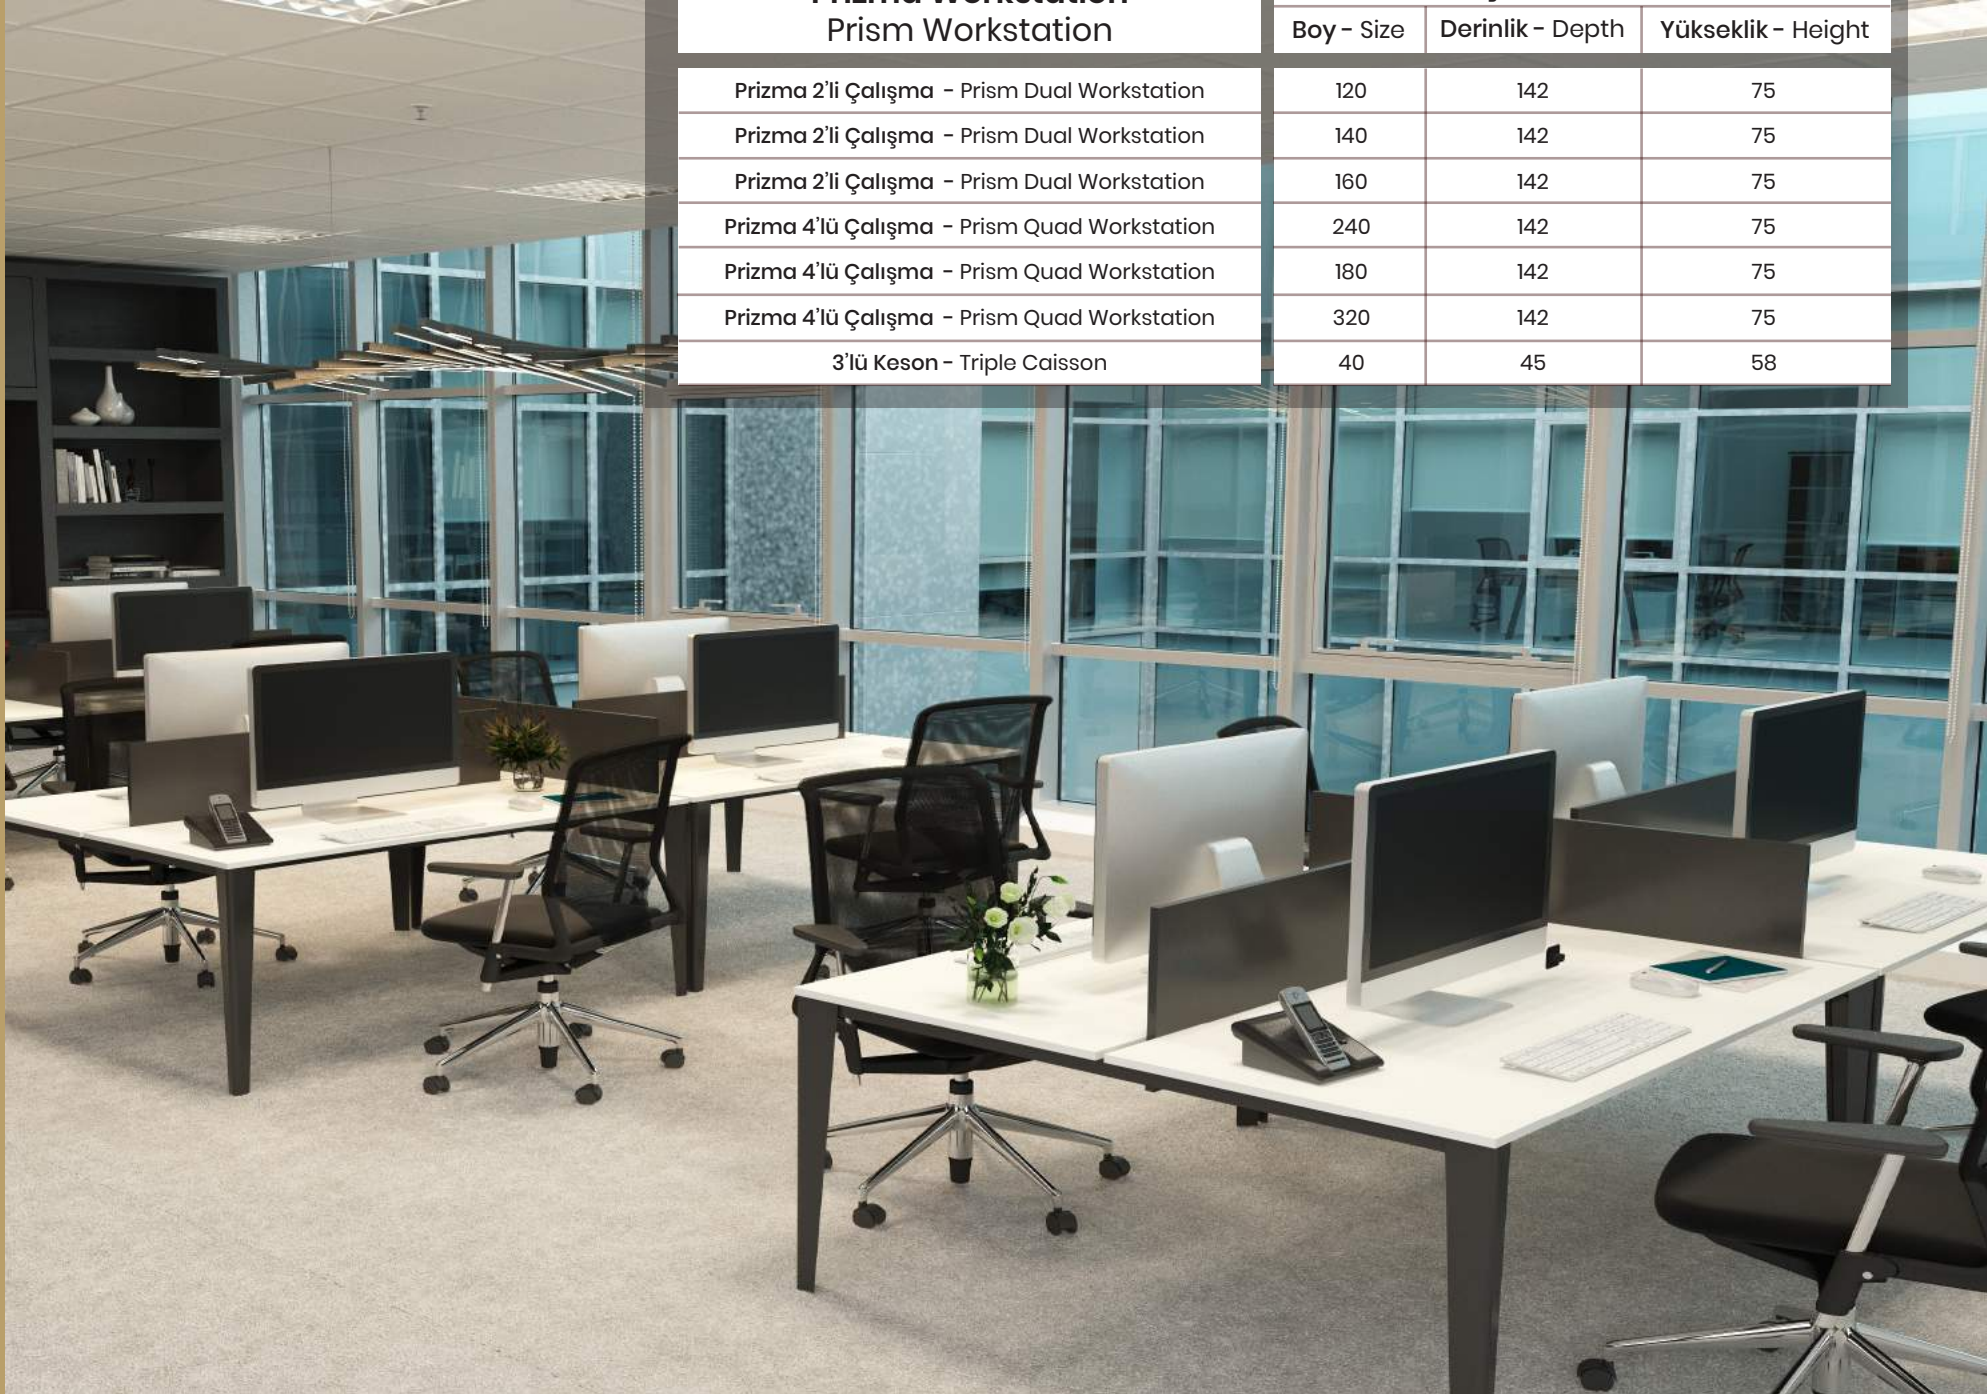 Prizma Workstation
Prism Workstation
Boy - Size Derinlik - Depth Yükseklik - Height
Prizma 2'li Çalışma - Prism Dual Workstation 120 142 75
Prizma 2'li Çalışma - Prism Dual Workstation 140 142 75
Prizma 2'li Çalışma - Prism Dual Workstation 160 142 75
Prizma 4'lü Çalışma - Prism Quad Workstation 240 142 75
Prizma 4'lü Çalışma - Prism Quad Workstation 180 142 75
Prizma 4'lü Çalışma - Prism Quad Workstation 320 142 75
3'lü Keson - Triple Caisson 40 45 58